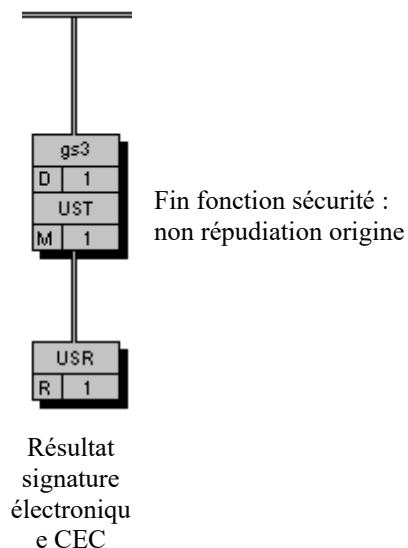 gs3
D 1
UST
M 1
Fin fonction sécurité :
non répudiation origine
USR
R 1
Résultat
signature
électroniqu
e CEC